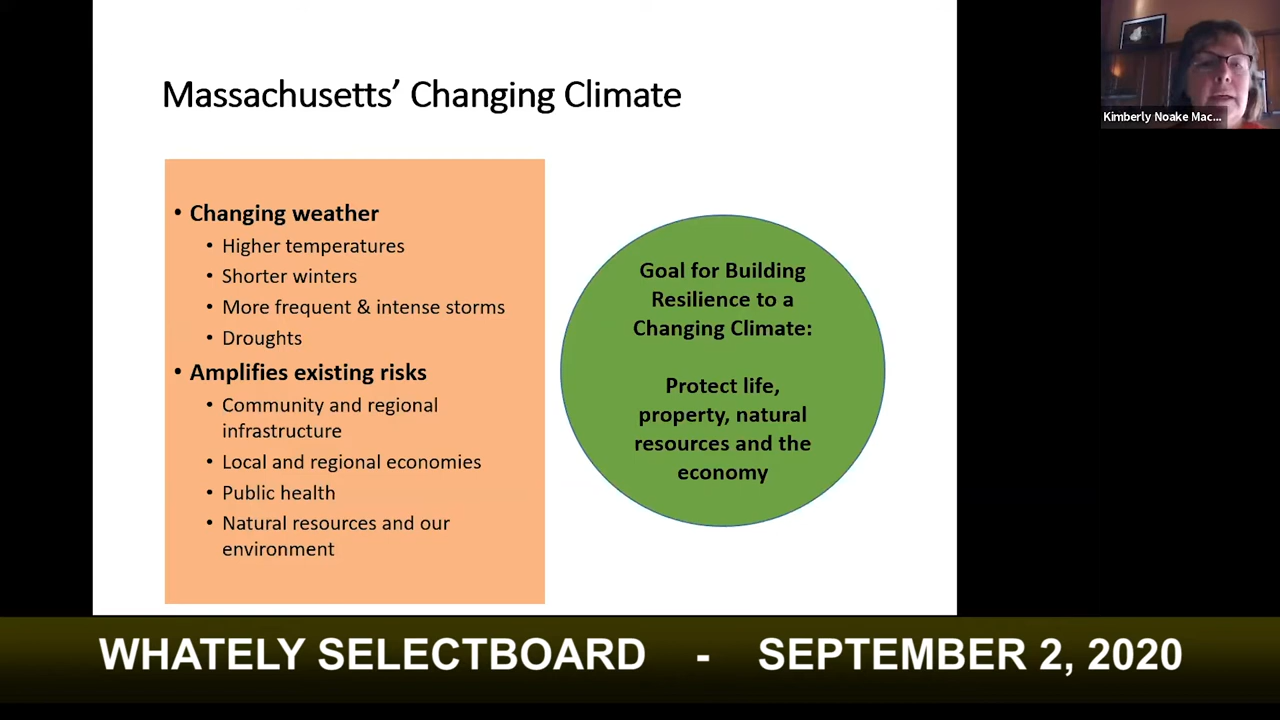 Massachusetts’ Changing Climate
• Changing weather
• Higher temperatures
• Shorter winters
• More frequent & intense storms
• Droughts
• Amplifies existing risks
• Community and regional
infrastructure
• Local and regional economies
• Public health
• Natural resources and our
environment
Goal for Building
Resilience to a
Changing Climate:
Protect life,
property, natural
resources and the
economy
Kimberly Noake Mac...
WHATELY SELECTBOARD - SEPTEMBER 2, 2020